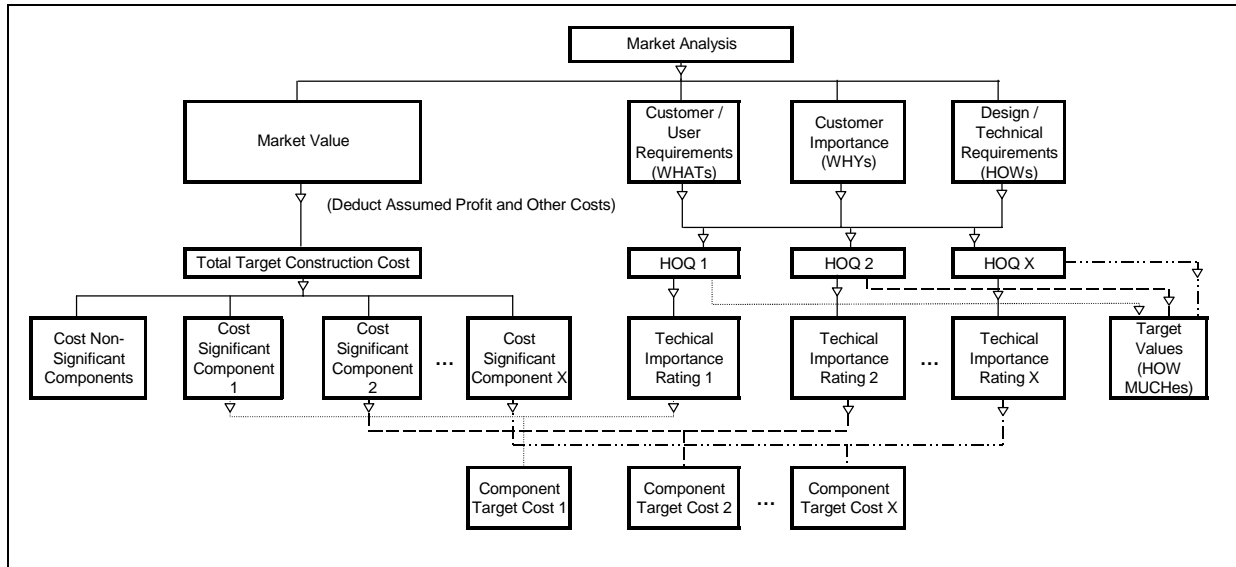 Market Analysis
Market Value
Customer /
User
Requirements
(WHATs)
Customer
Importance
(WHYs)
Design /
Technical
Requirements
(HOWs)
(Deduct Assumed Profit and Other Costs)
Total Target Construction Cost
HOQ 1
HOQ 2
HOQ X
Cost Non-
Significant
Components
Cost
Significant
Component
1
Cost
Significant
Component
2
...
Cost
Significant
Component X
Techical
Importance
Rating 1
Techical
Importance
Rating 2
...
Techical
Importance
Rating X
Target
Values
(HOW
MUCHes)
Component
Target Cost 1
Component
Target Cost 2
...
Component
Target Cost X